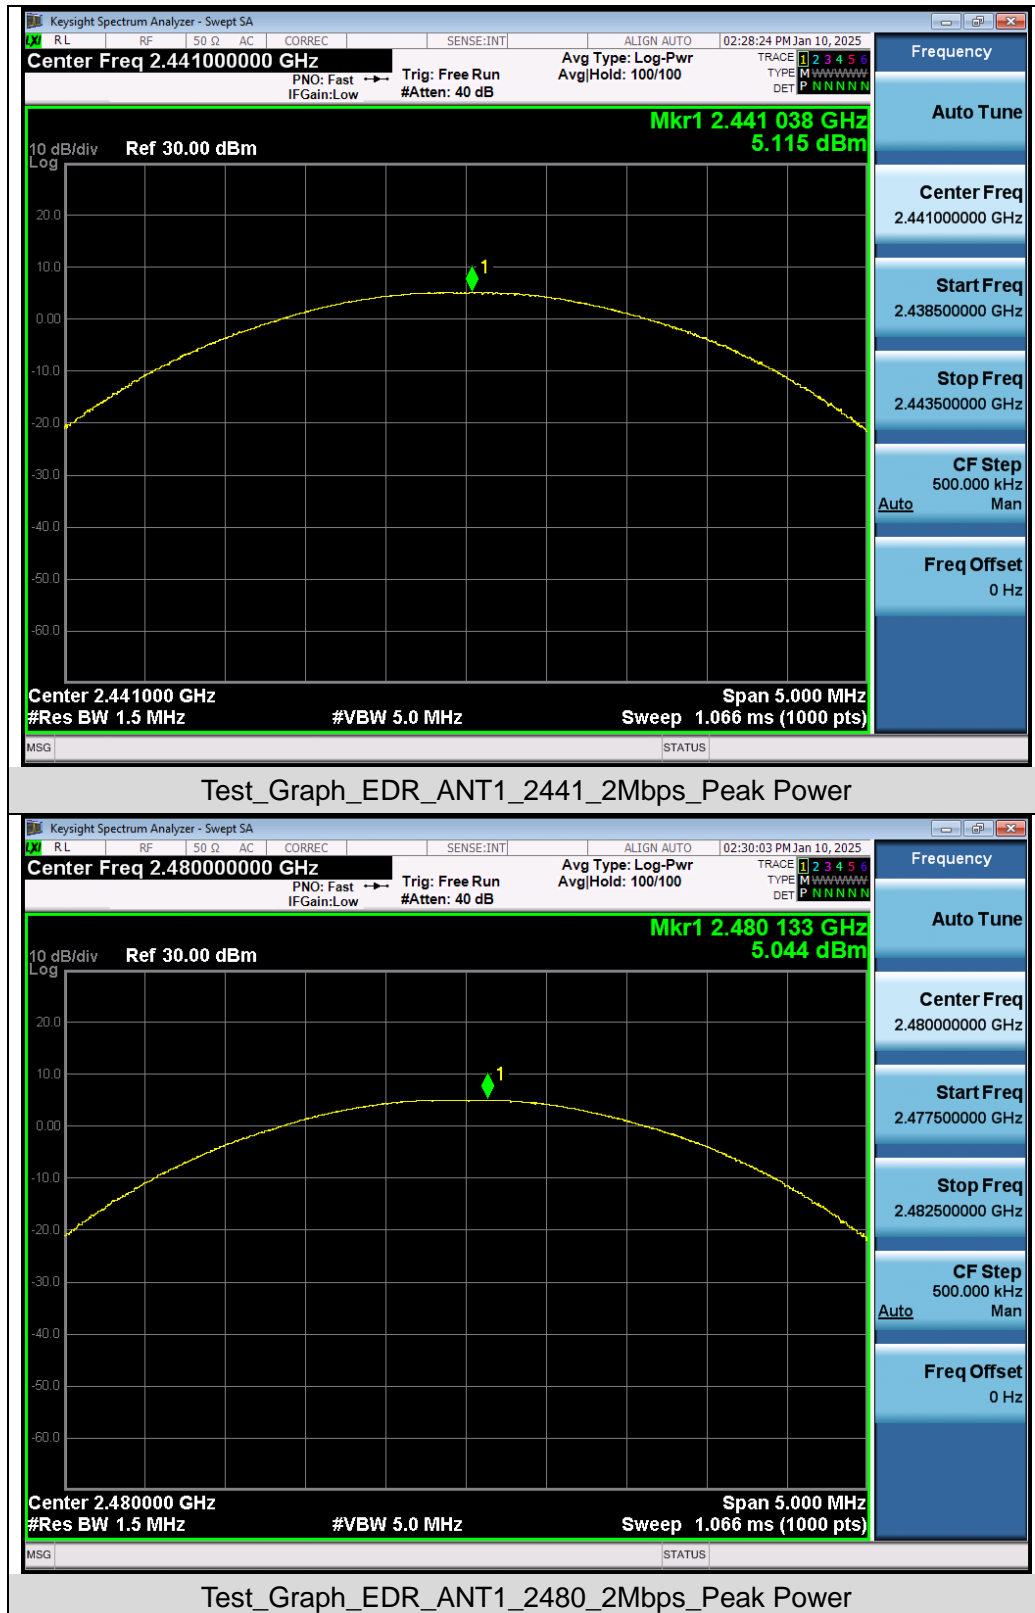 Keysight Spectrum Analyzer - Swept SA
LXI RL RF 50 Ω AC CORREC SENSE:INT ALIGN AUTO 02:28:24 PM Jan 10, 2025
Center Freq 2.441000000 GHz
PNO: Fast
IFGain:Low
Trig: Free Run
#Atten: 40 dB
Avg Type: Log-Pwr
Avg|Hold: 100/100
TRACE 1 2 3 4 5 6
TYPE M WWWWW
DET P N N N N N
Mkr1 2.441 038 GHz
5.115 dBm
10 dB/div Ref 30.00 dBm
Log
20.0
10.0
1
0.00
-10.0
-20.0
-30.0
-40.0
-50.0
-60.0
Center 2.441000 GHz Span 5.000 MHz
#Res BW 1.5 MHz #VBW 5.0 MHz Sweep 1.066 ms (1000 pts)
MSG STATUS
Frequency
Auto Tune
Center Freq
2.441000000 GHz
Start Freq
2.438500000 GHz
Stop Freq
2.443500000 GHz
CF Step
500.000 kHz
Auto Man
Freq Offset
0 Hz
Test_Graph_EDR_ANT1_2441_2Mbps_Peak Power
Keysight Spectrum Analyzer - Swept SA
LXI RL RF 50 Ω AC CORREC SENSE:INT ALIGN AUTO 02:30:03 PM Jan 10, 2025
Center Freq 2.480000000 GHz
PNO: Fast
IFGain:Low
Trig: Free Run
#Atten: 40 dB
Avg Type: Log-Pwr
Avg|Hold: 100/100
TRACE 1 2 3 4 5 6
TYPE M WWWWW
DET P N N N N N
Mkr1 2.480 133 GHz
5.044 dBm
10 dB/div Ref 30.00 dBm
Log
20.0
10.0
1
0.00
-10.0
-20.0
-30.0
-40.0
-50.0
-60.0
Center 2.480000 GHz Span 5.000 MHz
#Res BW 1.5 MHz #VBW 5.0 MHz Sweep 1.066 ms (1000 pts)
MSG STATUS
Frequency
Auto Tune
Center Freq
2.480000000 GHz
Start Freq
2.477500000 GHz
Stop Freq
2.482500000 GHz
CF Step
500.000 kHz
Auto Man
Freq Offset
0 Hz
Test_Graph_EDR_ANT1_2480_2Mbps_Peak Power